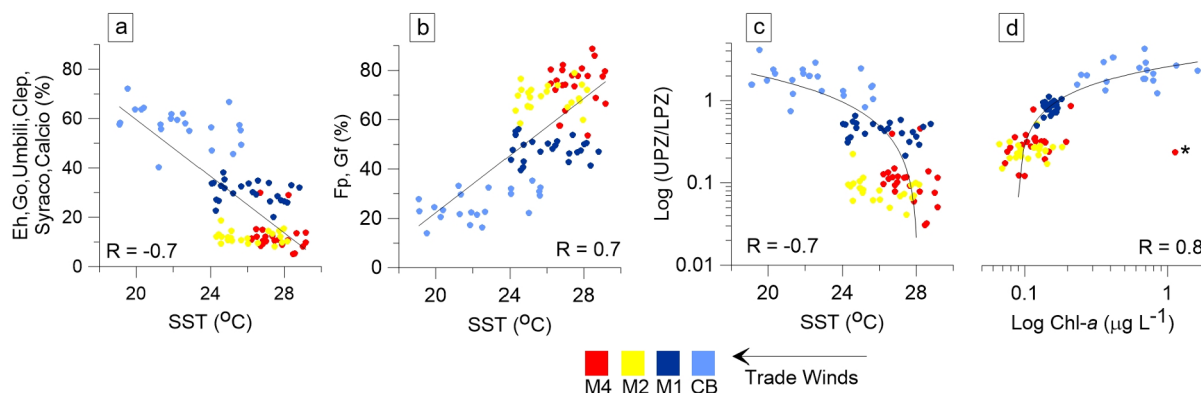 a
b
c
d
Eh,Go,Umbili,Clep,
Syraco,Calcio (%)
80
60
40
20
0
R = -0.7
20 24 28
SST (°C)
Fp, Gf (%)
80
60
40
20
0
R = 0.7
20 24 28
SST (°C)
Log (UPZ/LPZ)
1
0.10
0.01
R = -0.7
20 24 28
SST (°C)
*
R = 0.8
0.1 1
Log Chl-a (μg L⁻¹)
M4 M2 M1 CB
Trade Winds